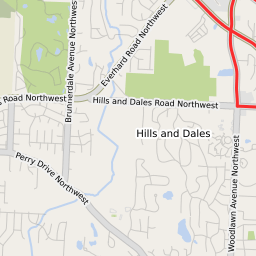 Brunnerdale Avenue Northwest
Everhard Road Northwest
s Road Northwest
Hills and Dales Road Northwest
Hills and Dales
Perry Drive Northwest
Woodlawn Avenue Northwest